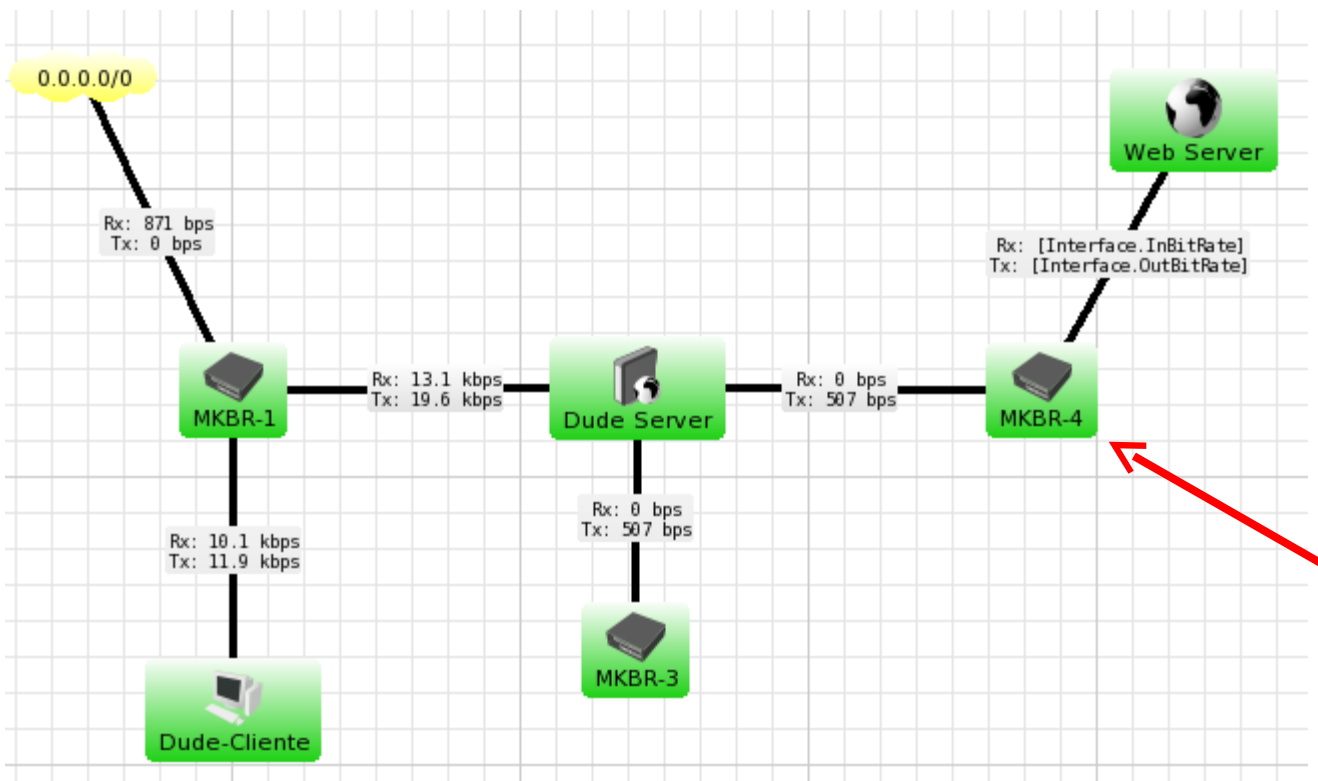 0.0.0.0/0
Web Server
Rx: 871 bps
Tx: 0 bps
Rx: [Interface.InBitRate]
Tx: [Interface.OutBitRate]
MKBR-1
Rx: 13.1 kbps
Tx: 19.6 kbps
Dude Server
Rx: 0 bps
Tx: 507 bps
MKBR-4
Rx: 10.1 kbps
Tx: 11.9 kbps
Rx: 0 bps
Tx: 507 bps
MKBR-3
Dude-Cliente